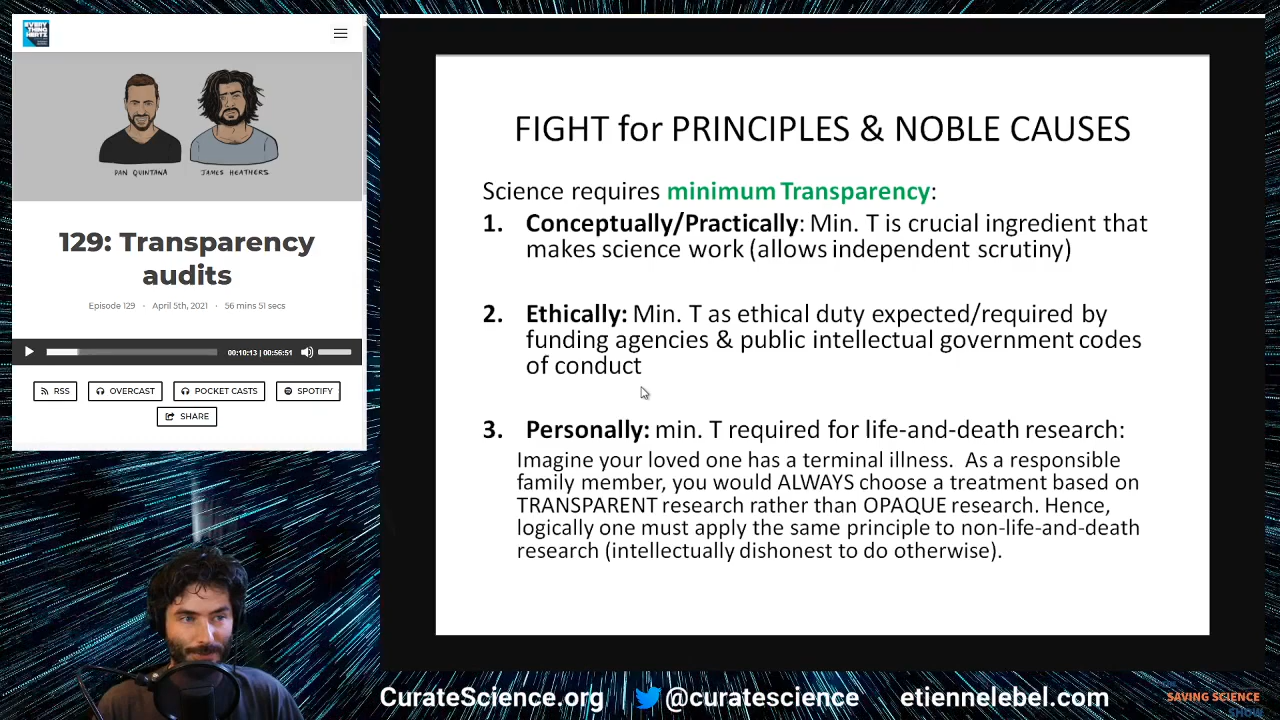 EVERY
THING
HERTZ
DAN QUINTANA
JAMES HEATHERS
129: Transparency
audits
Episode 129 • April 5th, 2021 • 56 mins 51 secs
00:10:13 | 00:56:51
RSS
OVERCAST
POCKET CASTS
SPOTIFY
SHARE
FIGHT for PRINCIPLES & NOBLE CAUSES
Science requires minimum Transparency:
1. Conceptually/Practically: Min. T is crucial ingredient that
makes science work (allows independent scrutiny)
2. Ethically: Min. T as ethical duty expected/required by
funding agencies & public intellectual government codes
of conduct
3. Personally: min. T required for life-and-death research:
Imagine your loved one has a terminal illness. As a responsible
family member, you would ALWAYS choose a treatment based on
TRANSPARENT research rather than OPAQUE research. Hence,
logically one must apply the same principle to non-life-and-death
research (intellectually dishonest to do otherwise).
CurateScience.org
@curatescience
etiennelebel.com
SAVING SCIENCE
SHOW